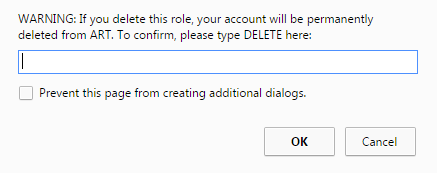 WARNING: If you delete this role, your account will be permanently
deleted from ART. To confirm, please type DELETE here:
Prevent this page from creating additional dialogs.
OK Cancel